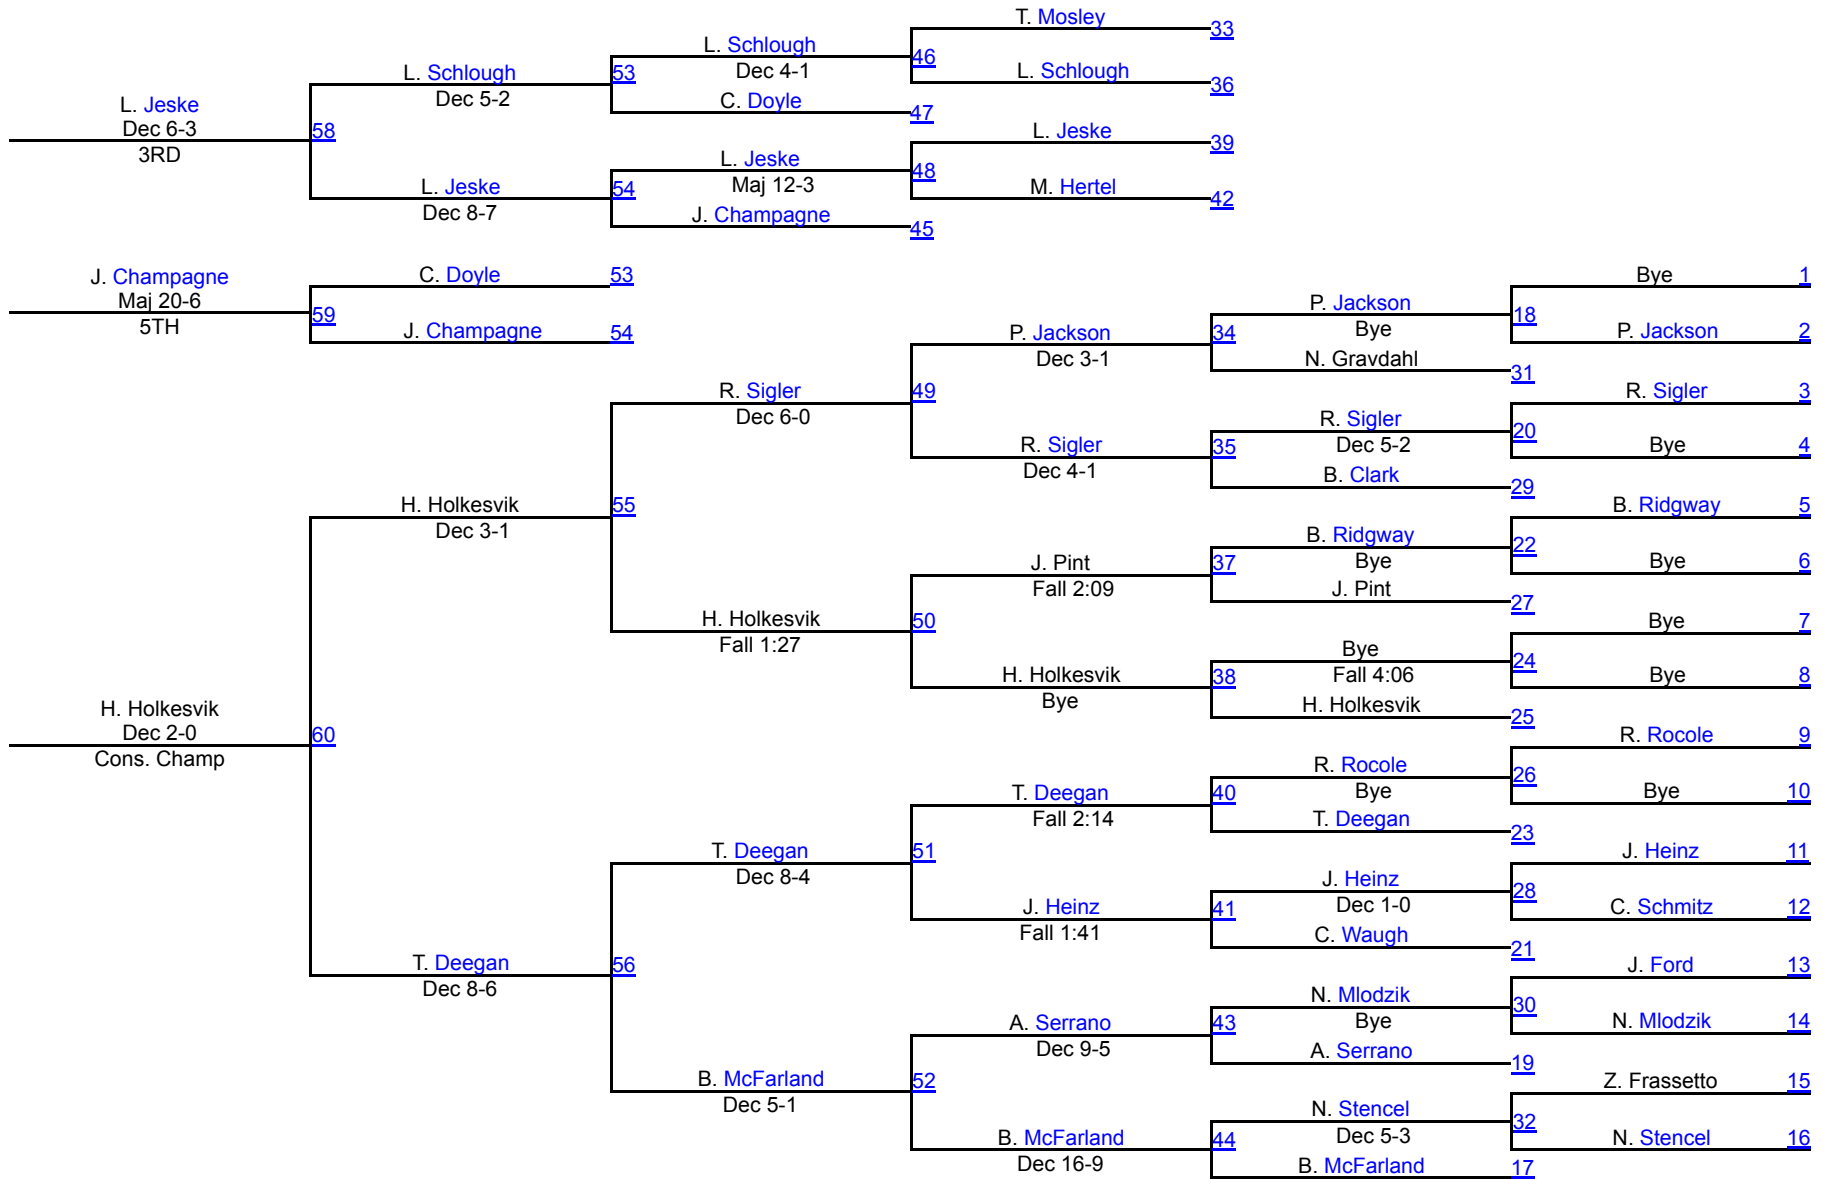 T. Mosley 33
L. Schlough 46
Dec 4-1
L. Schlough 36
L. Schlough 53
Dec 5-2
C. Doyle 47
L. Jeske
Dec 6-3
3RD
58
L. Jeske 39
L. Jeske 48
Maj 12-3
M. Hertel 42
L. Jeske 54
Dec 8-7
J. Champagne 45
J. Champagne
Maj 20-6
5TH
59
C. Doyle 53
J. Champagne 54
Bye 1
P. Jackson 18
Bye
P. Jackson 2
P. Jackson 34
Dec 3-1
N. Gravdahl 31
R. Sigler 49
Dec 6-0
R. Sigler 3
R. Sigler 20
Dec 5-2
Bye 4
R. Sigler 35
Dec 4-1
B. Clark 29
H. Holkesvik 55
Dec 3-1
B. Ridgway 5
B. Ridgway 22
Bye
Bye 6
J. Pint 37
Fall 2:09
J. Pint 27
H. Holkesvik 50
Fall 1:27
Bye 7
Bye 24
Fall 4:06
Bye 8
H. Holkesvik 38
Bye
H. Holkesvik 25
H. Holkesvik
Dec 2-0
Cons. Champ
60
R. Rocole 9
R. Rocole 26
Bye
Bye 10
T. Deegan 40
Fall 2:14
T. Deegan 23
T. Deegan 51
Dec 8-4
J. Heinz 11
J. Heinz 28
Dec 1-0
C. Schmitz 12
J. Heinz 41
Fall 1:41
C. Waugh 21
T. Deegan 56
Dec 8-6
J. Ford 13
N. Mlodzik 30
Bye
N. Mlodzik 14
A. Serrano 43
Dec 9-5
A. Serrano 19
B. McFarland 52
Dec 5-1
Z. Frassetto 15
N. Stencel 32
Dec 5-3
N. Stencel 16
B. McFarland 44
Dec 16-9
B. McFarland 17